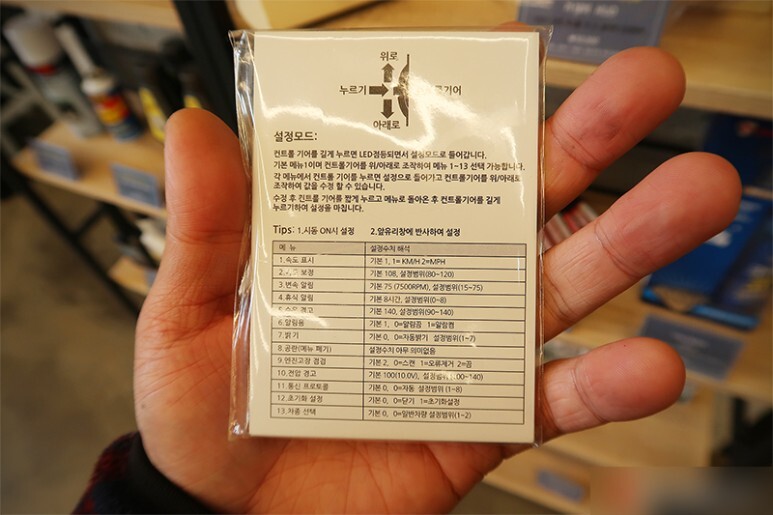 위로
누르기
기어
아래로
설정모드:
컨트롤 기어를 길게 누르면 LED점등되면서 설정모드로 들어갑니다.
기본 메뉴1이며 컨트롤기어를 위/아래로 조작하여 메뉴 1~13 선택 가능합니다.
각 메뉴에서 컨트롤 기어를 누르면 설정으로 들어가고 컨트롤기어를 위/아래로
조작하여 값을 수정 할 수 있습니다.
수정 후 컨트롤 기어를 짧게 누르고 메뉴로 돌아온 후 컨트롤기어를 길게
누르기하여 설정을 마칩니다.
Tips: 1.시동 ON시 설정 2.앞유리창에 반사하여 설정
메 뉴 설정수치 해석
1.속도 표시 기본 1, 1= KM/H 2=MPH
보정 기본 108, 설정범위(80~120)
3.변속 알림 기본 75 (7500RPM), 설정범위(15~75)
4.휴식 알림 기본 8시간, 설정범위(0~8)
경고 기본 140, 설정범위(90~140)
6.알람음 기본 1, 0=알람끔 1=알람켬
7.밝기 기본 0, 0=자동밝기 설정범위(1~7)
8.공란(메뉴 폐기) 설정수치 아무 의미없음
9.엔진고장 점검 기본 2, 0=스캔 1=오류제거 2=끔
10.전압 경고 기본 100(10.0V), 설정범위 00~140)
11.통신 프로토콜 기본 0, 0=자동 설정범위 (1~8)
12.초기화 설정 기본 0, 0=닫기 1=초기화설정
13.차종 선택 기본 0, 0=일반차량 설정범위(1~2)